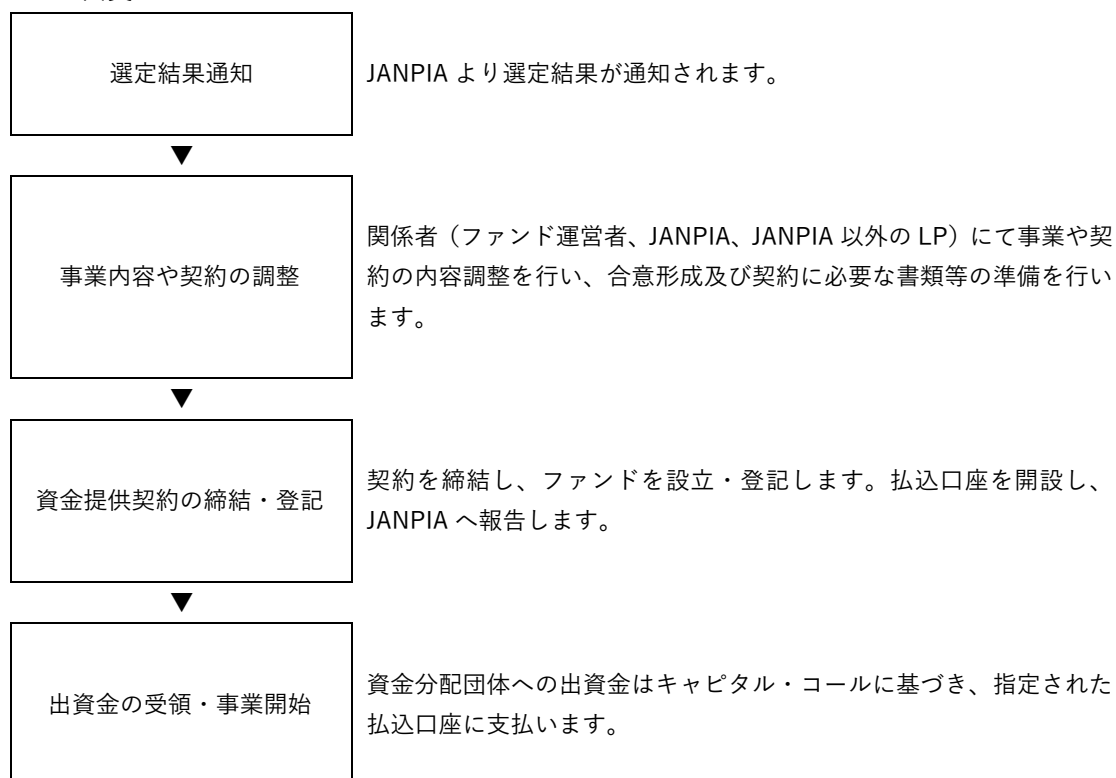 選定結果通知
JANPIA より選定結果が通知されます。
▼
事業内容や契約の調整
関係者（ファンド運営者、JANPIA、JANPIA 以外の LP）にて事業や契
約の内容調整を行い、合意形成及び契約に必要な書類等の準備を行い
ます。
▼
資金提供契約の締結・登記
契約を締結し、ファンドを設立・登記します。払込口座を開設し、
JANPIA へ報告します。
▼
出資金の受領・事業開始
資金分配団体への出資金はキャピタル・コールに基づき、指定された
払込口座に支払います。